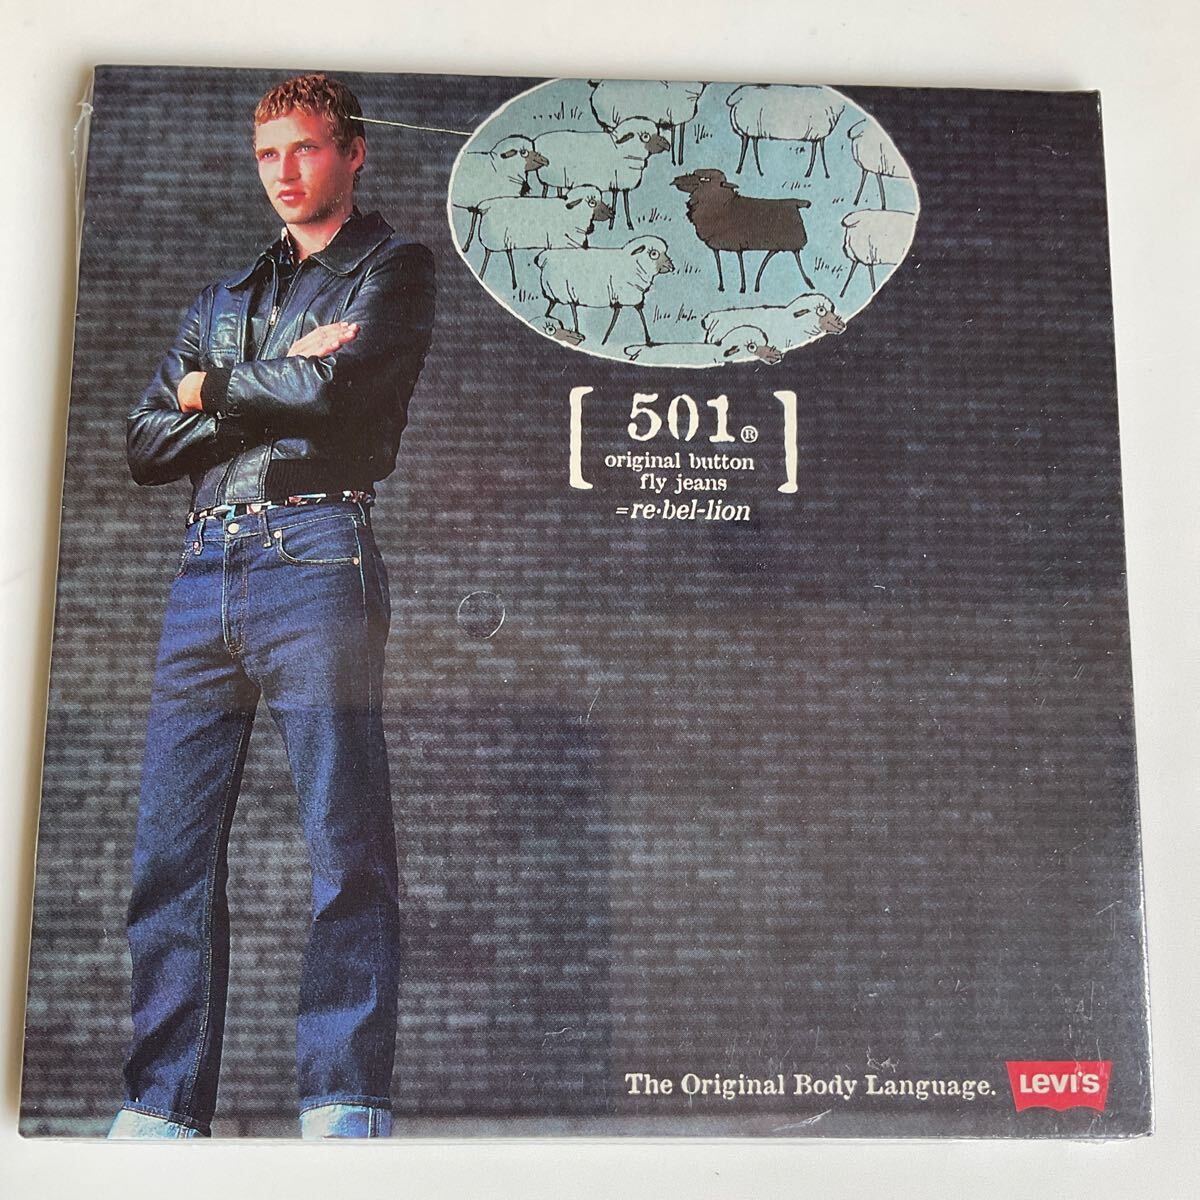 [ 501® ]
original button
fly jeans
=re·bel-lion
The Original Body Language. Levi's